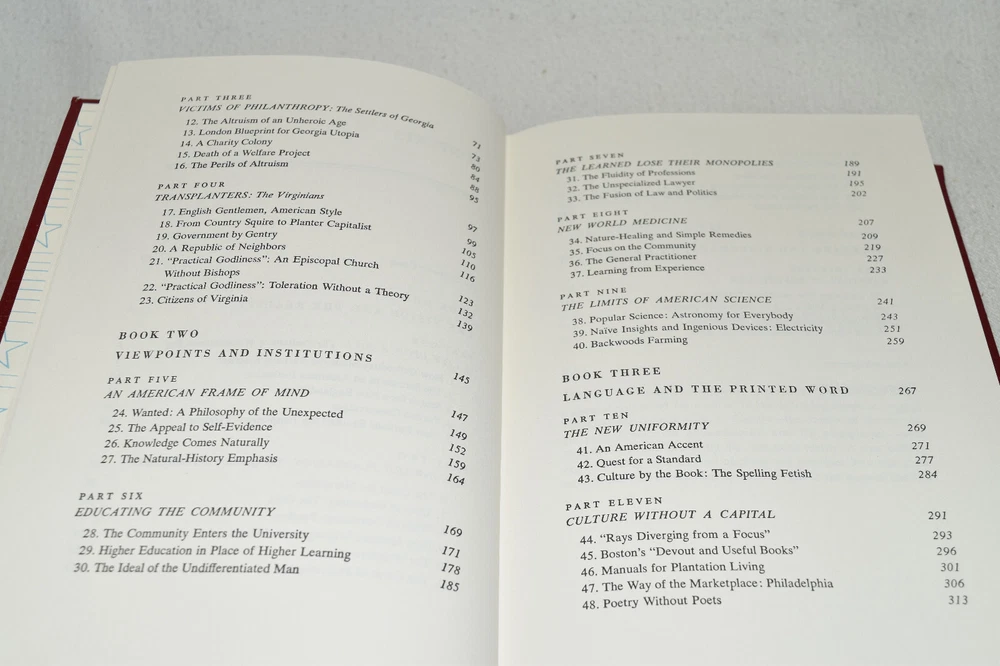 PART THREE
VICTIMS OF PHILANTHROPY: The Settlers of Georgia 71
12. The Altruism of an Unheroic Age 73
13. London Blueprint for Georgia Utopia 80
14. A Charity Colony 84
15. Death of a Welfare Project 88
16. The Perils of Altruism 95
PART FOUR
TRANSPLANTERS: The Virginians 97
17. English Gentlemen, American Style 99
18. From Country Squire to Planter Capitalist 105
19. Government by Gentry 110
20. A Republic of Neighbors 116
21. “Practical Godliness”: An Episcopal Church
Without Bishops 123
22. “Practical Godliness”: Toleration Without a Theory 132
23. Citizens of Virginia 139
BOOK TWO
VIEWPOINTS AND INSTITUTIONS 145
PART FIVE
AN AMERICAN FRAME OF MIND 147
24. Wanted: A Philosophy of the Unexpected 149
25. The Appeal to Self-Evidence 152
26. Knowledge Comes Naturally 159
27. The Natural-History Emphasis 164
PART SIX
EDUCATING THE COMMUNITY 169
28. The Community Enters the University 171
29. Higher Education in Place of Higher Learning 178
30. The Ideal of the Undifferentiated Man 185
PART SEVEN
THE LEARNED LOSE THEIR MONOPOLIES 189
31. The Fluidity of Professions 191
32. The Unspecialized Lawyer 195
33. The Fusion of Law and Politics 202
PART EIGHT
NEW WORLD MEDICINE 207
34. Nature-Healing and Simple Remedies 209
35. Focus on the Community 219
36. The General Practitioner 227
37. Learning from Experience 233
PART NINE
THE LIMITS OF AMERICAN SCIENCE 241
38. Popular Science: Astronomy for Everybody 243
39. Naïve Insights and Ingenious Devices: Electricity 251
40. Backwoods Farming 259
BOOK THREE
LANGUAGE AND THE PRINTED WORD 267
PART TEN
THE NEW UNIFORMITY 269
41. An American Accent 271
42. Quest for a Standard 277
43. Culture by the Book: The Spelling Fetish 284
PART ELEVEN
CULTURE WITHOUT A CAPITAL 291
44. “Rays Diverging from a Focus” 293
45. Boston's “Devout and Useful Books” 296
46. Manuals for Plantation Living 301
47. The Way of the Marketplace: Philadelphia 306
48. Poetry Without Poets 313